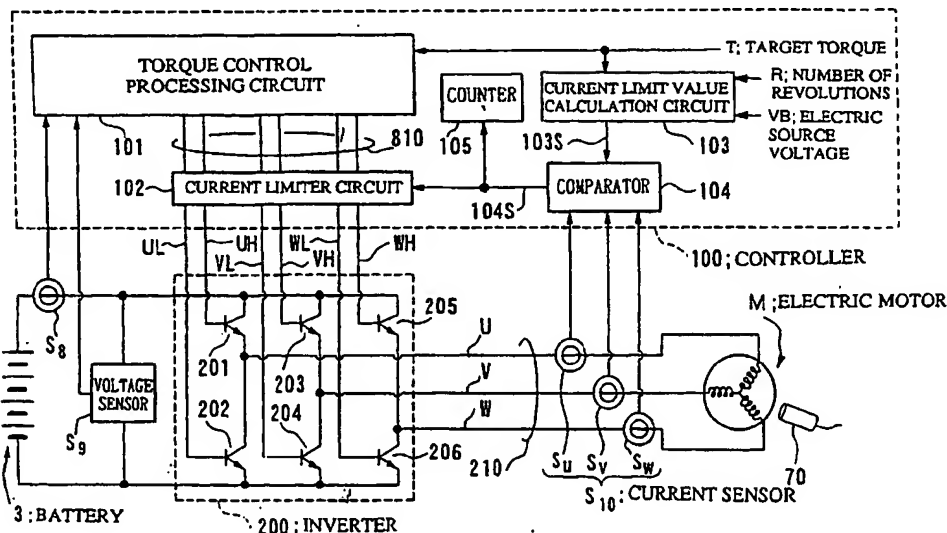 TORQUE CONTROL
PROCESSING CIRCUIT
T; TARGET TORQUE
COUNTER
CURRENT LIMIT VALUE
CALCULATION CIRCUIT
R; NUMBER OF
REVOLUTIONS
VB; ELECTRIC
SOURCE
VOLTAGE
101
810
105
103S
103
102
CURRENT LIMITER CIRCUIT
COMPARATOR
104
104S
UL
UH
VL
WL
VH
WH
100; CONTROLLER
M ;ELECTRIC MOTOR
S8
VOLTAGE
SENSOR
S9
201
203
205
202
204
206
U
V
W
210
Su
Sv
Sw
S10; CURRENT SENSOR
70
3; BATTERY
200; INVERTER